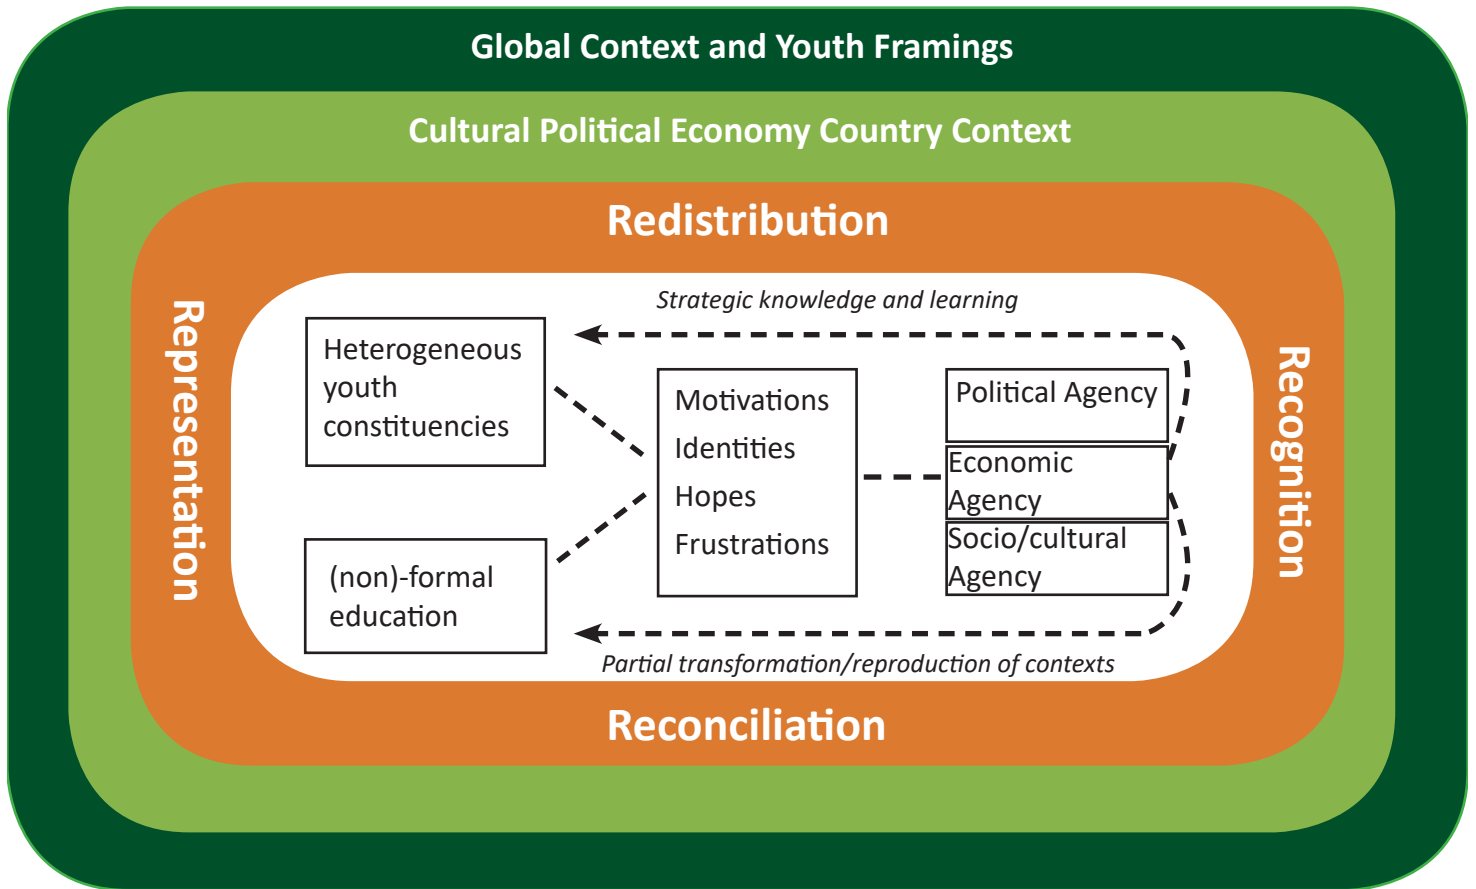 Global Context and Youth Framings
Cultural Political Economy Country Context
Redistribution
Representation
Recognition
Strategic knowledge and learning
Heterogeneous
youth
constituencies
(non)-formal
education
Motivations
Identities
Hopes
Frustrations
Political Agency
Economic
Agency
Socio/cultural
Agency
Partial transformation/reproduction of contexts
Reconciliation